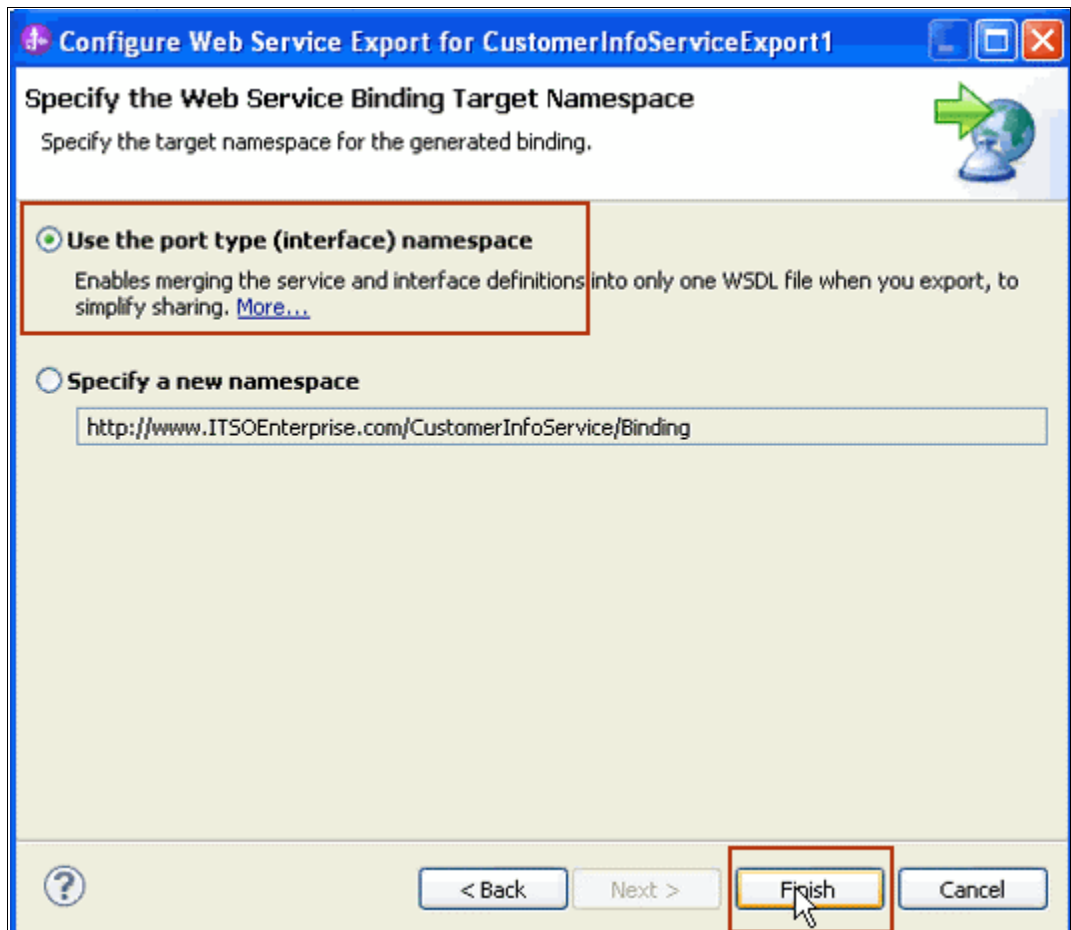 Configure Web Service Export for CustomerInfoServiceExport1
Specify the Web Service Binding Target Namespace
Specify the target namespace for the generated binding.
Use the port type (interface) namespace
Enables merging the service and interface definitions into only one WSDL file when you export, to
simplify sharing. More...
Specify a new namespace
http://www.ITSOEnterprise.com/CustomerInfoService/Binding
? < Back Next > Finish Cancel